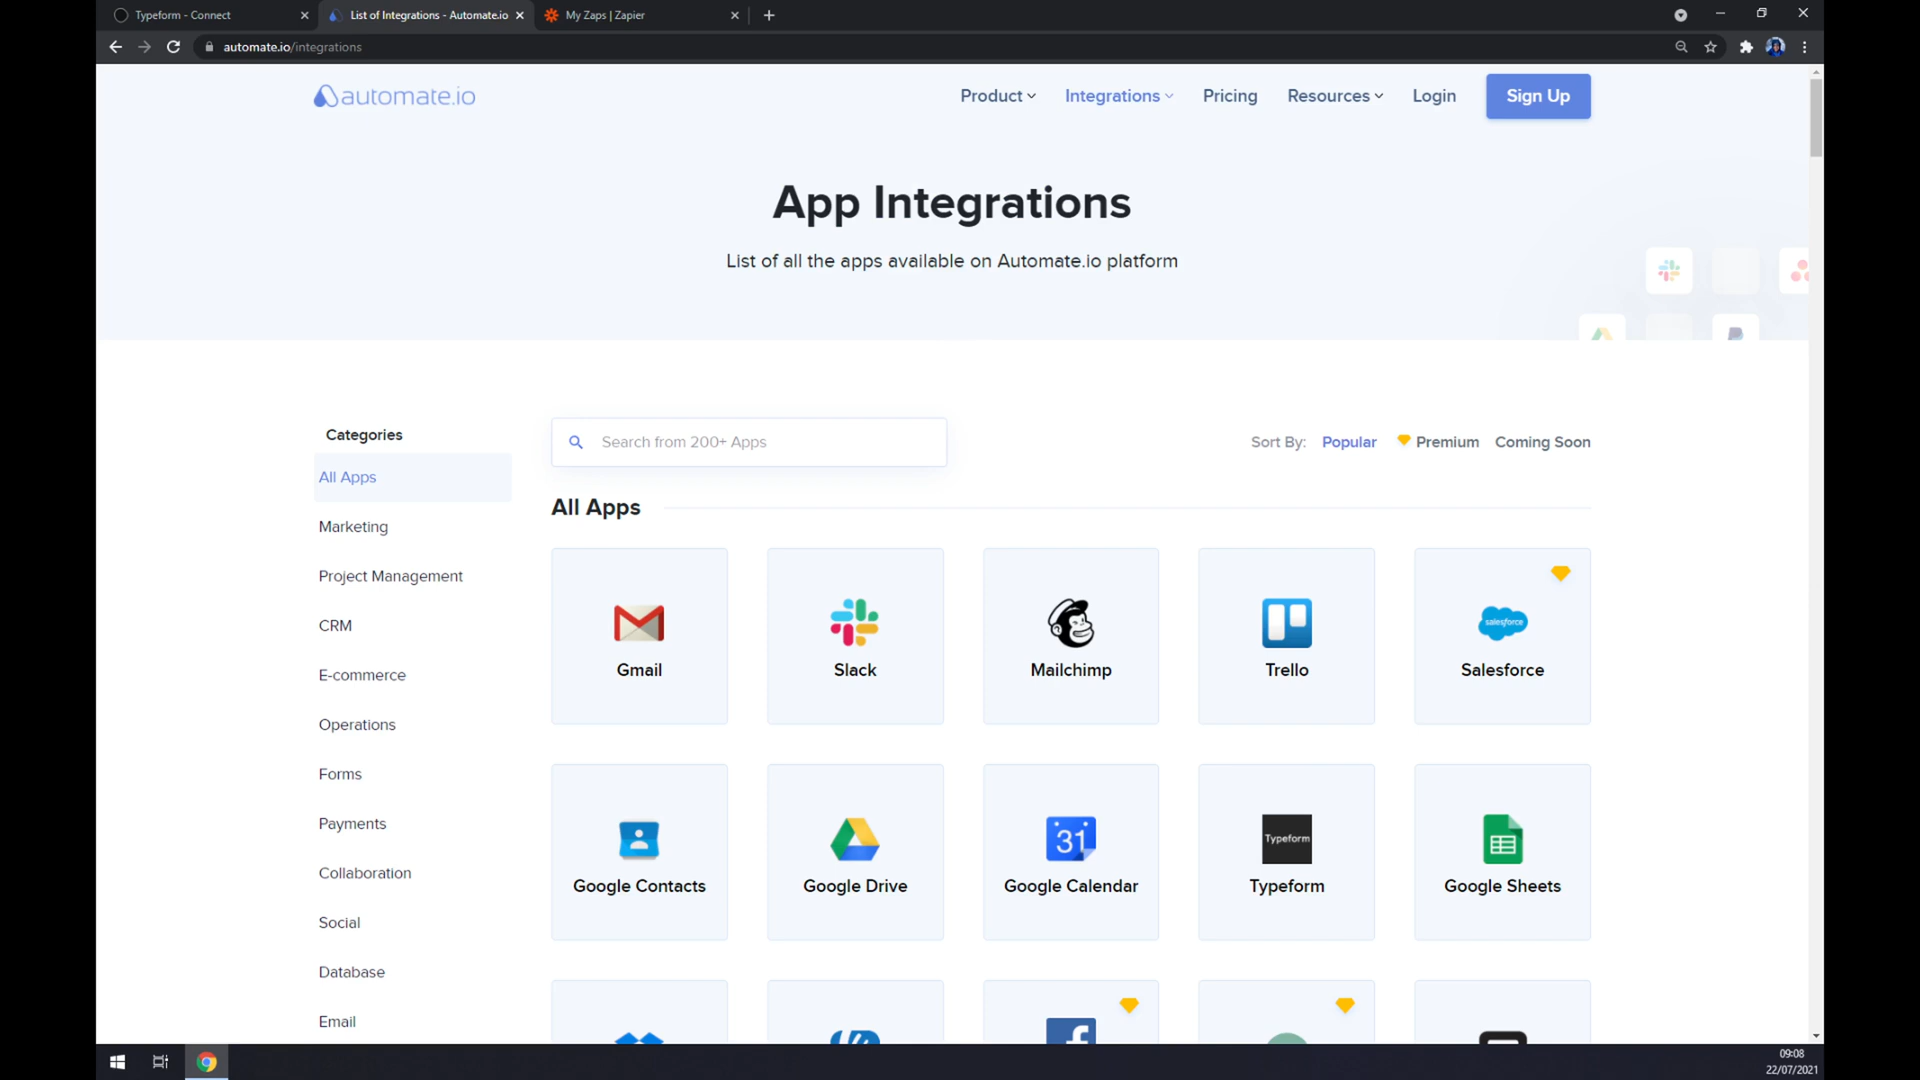 Typeform - Connect
List of Integrations - Automate.io
My Zaps | Zapier
automate.io/integrations
automate.io
Product
Integrations
Pricing
Resources
Login
Sign Up
App Integrations
List of all the apps available on Automate.io platform
Categories
All Apps
Marketing
Project Management
CRM
E-commerce
Operations
Forms
Payments
Collaboration
Social
Database
Email
Search from 200+ Apps
Sort By:
Popular
Premium
Coming Soon
All Apps
Gmail
Slack
Mailchimp
Trello
salesforce
Salesforce
Google Contacts
Google Drive
31
Google Calendar
Typeform
Typeform
Google Sheets
09:08
22/07/2021